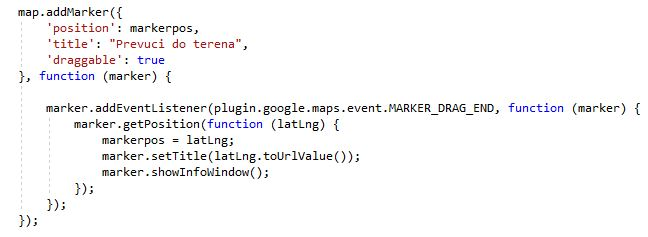 map.addMarker({
    'position': markerpos,
    'title': "Prevuci do terena",
    'draggable': true
}, function (marker) {
    marker.addEventListener(plugin.google.maps.event.MARKER_DRAG_END, function (marker) {
        marker.getPosition(function (latLng) {
            markerpos = latLng;
            marker.setTitle(latLng.toUrlValue());
            marker.showInfoWindow();
        });
    });
});